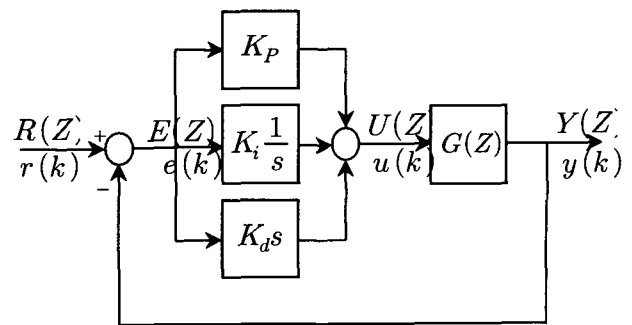 K_P
R(Z) + E(Z) K_i 1/s U(Z) G(Z) Y(Z)
r(k) e(k) u(k) y(k)
−
K_d s